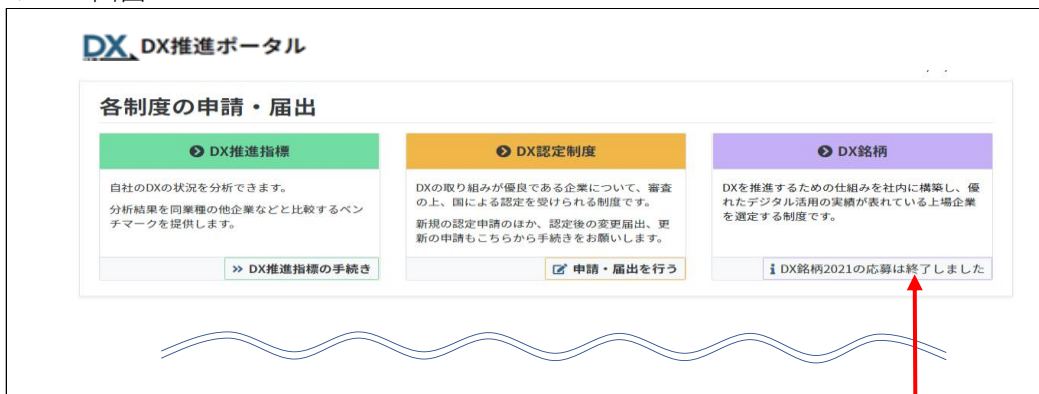 DX DX推進ポータル
各制度の申請・届出
DX推進指標
自社のDXの状況を分析できます。
分析結果を同業種の他企業などと比較するベン
チマークを提供します。
DX推進指標の手続き
DX認定制度
DXの取り組みが優良である企業について、審査
の上、国による認定を受けられる制度です。
新規の認定申請のほか、認定後の変更届出、更
新の申請もこちらから手続きをお願いします。
申請・届出を行う
DX銘柄
DXを推進するための仕組みを社内に構築し、優
れたデジタル活用の実績が表れている上場企業
を選定する制度です。
DX銘柄2021の応募は終了しました